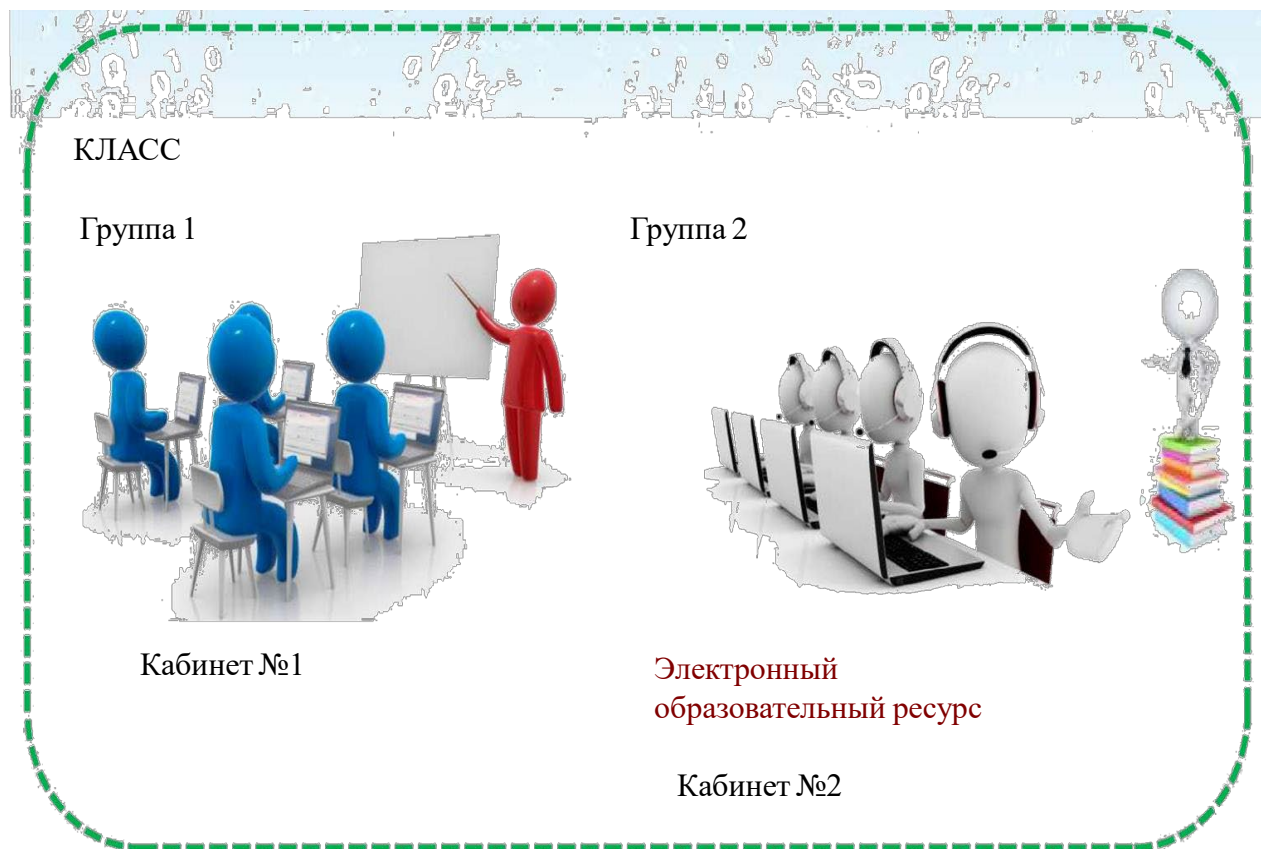 КЛАСС
Группа 1
Группа 2
Кабинет №1
Электронный
образовательный ресурс
Кабинет №2